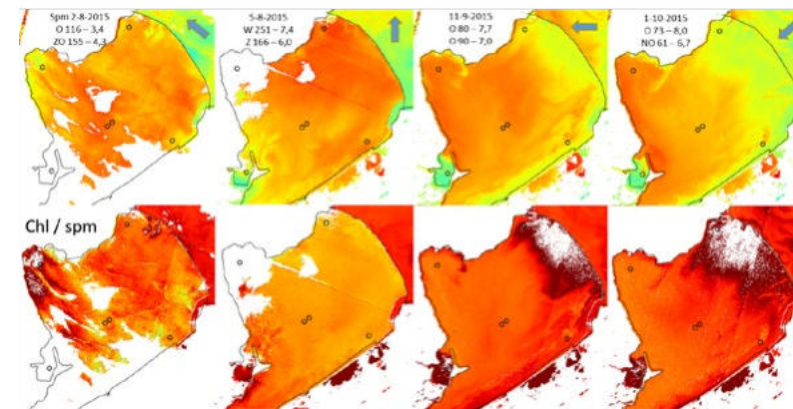 Spm 2-8-2015
O 116 – 3,4
ZO 155 – 4,3
5-8-2015
W 251 – 7,4
Z 166 – 6,0
11-9-2015
O 80 – 7,7
O 90 – 7,0
1-10-2015
O 73 – 8,0
NO 61 – 6,7
Chl / spm